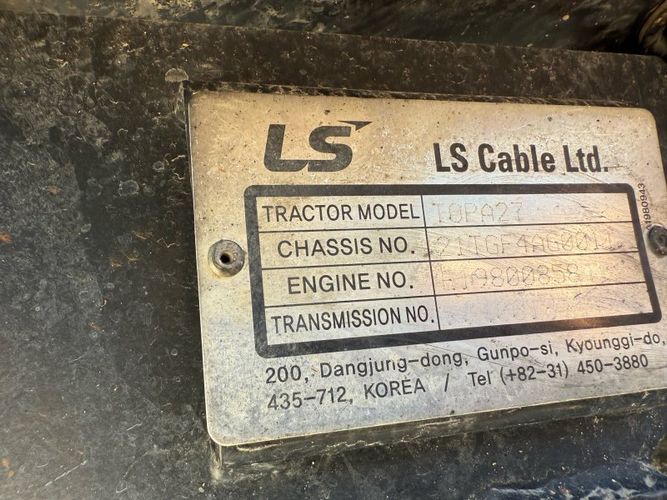 LS LS Cable Ltd.
TRACTOR MODEL
CHASSIS NO.
ENGINE NO.
TRANSMISSION NO.
200, Dangjung-dong, Gunpo-si, Kyounggi-do,
435-712, KOREA / Tel (+82-31) 450-3880
1980943